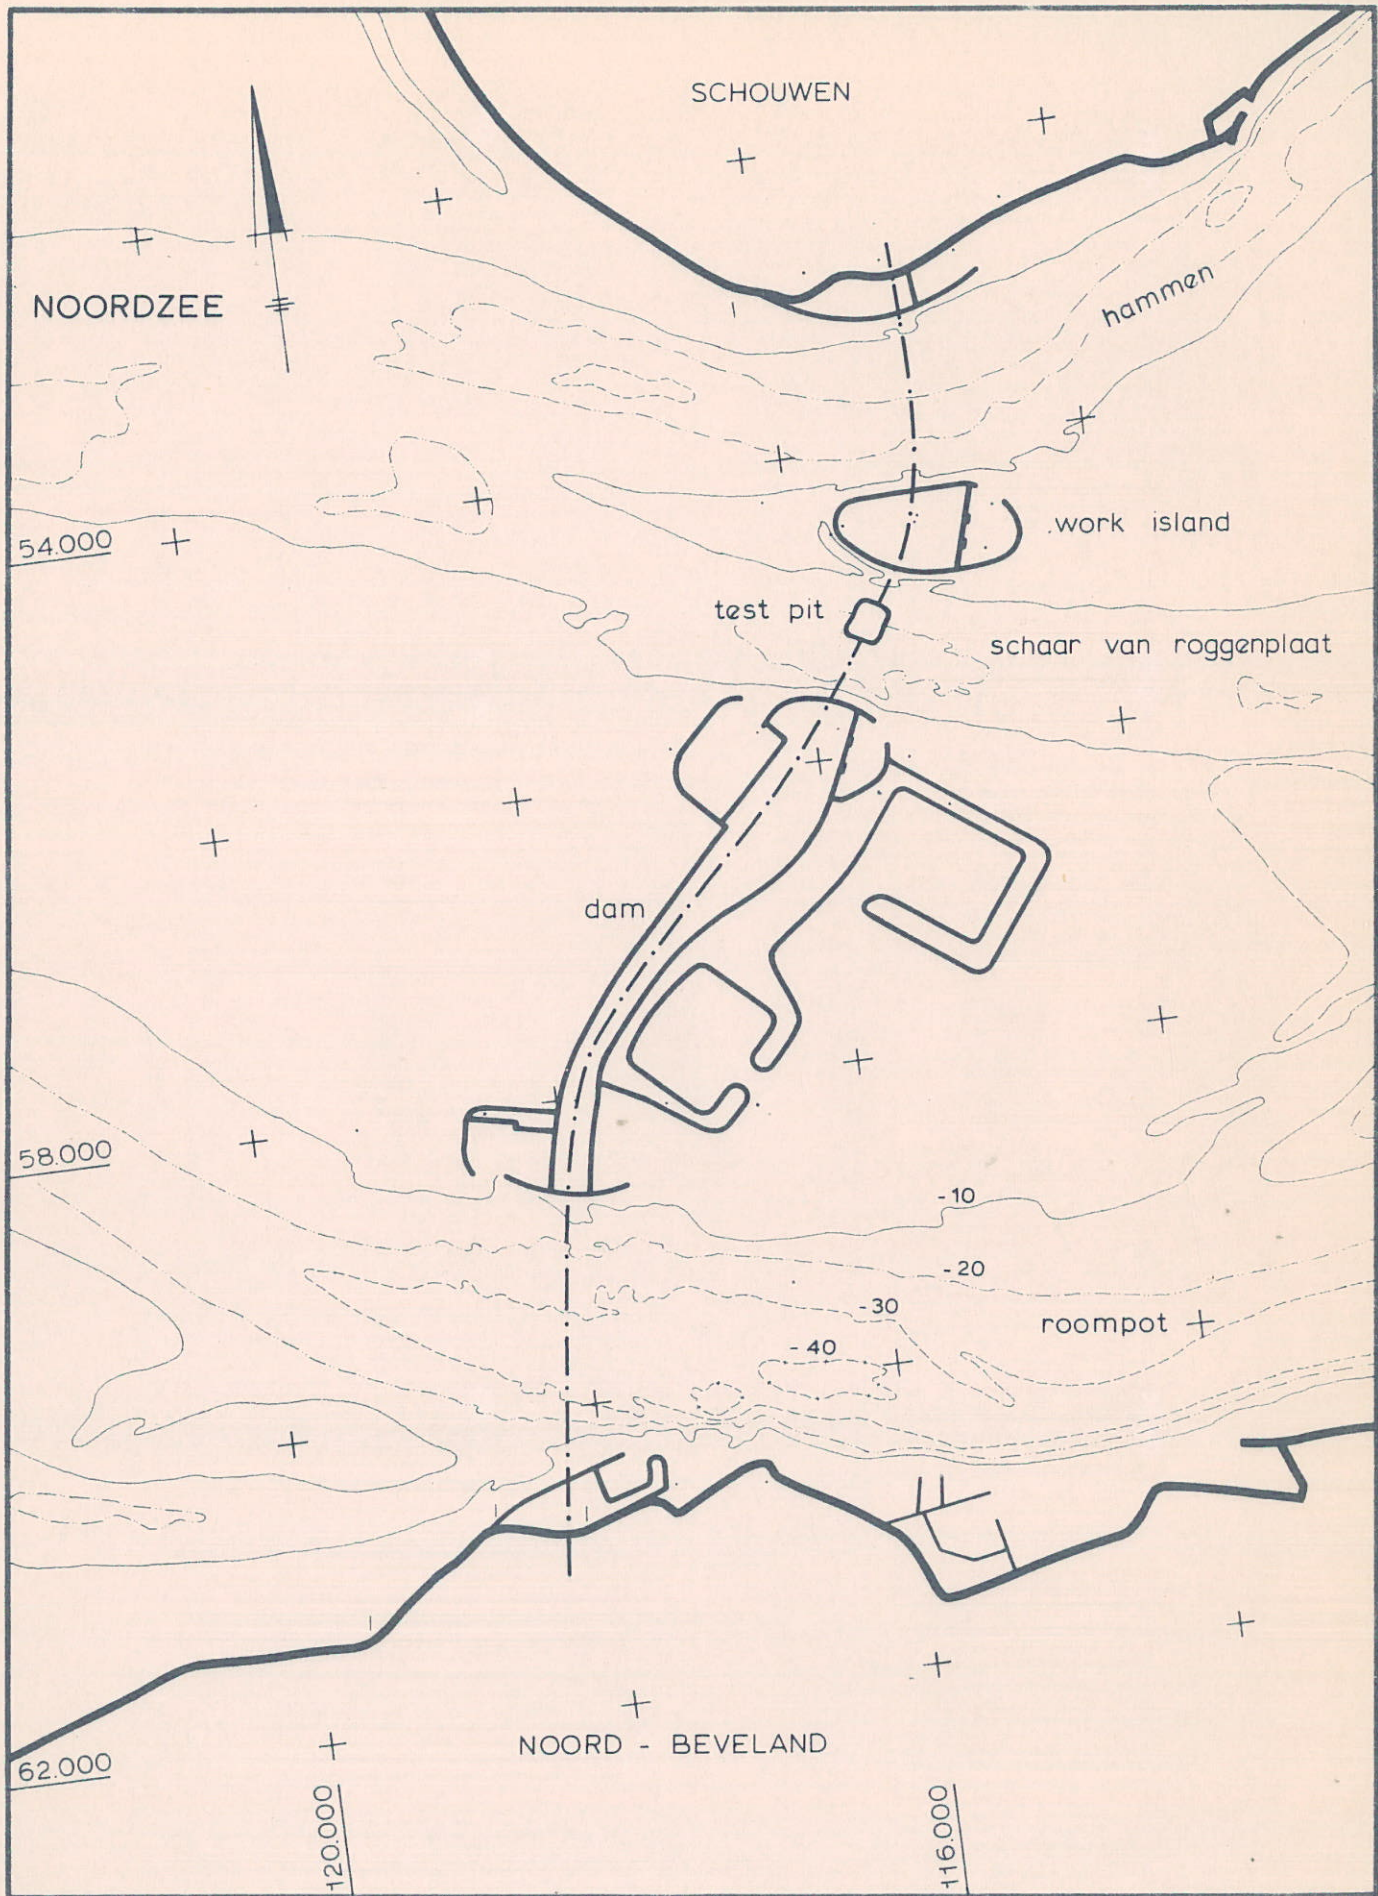 SCHOUWEN
NOORDZEE
hammen
54.000
work island
test pit
schaar van roggenplaat
dam
58.000
-10
-20
-30
roompot
-40
NOORD - BEVELAND
62.000
120.000
116.000